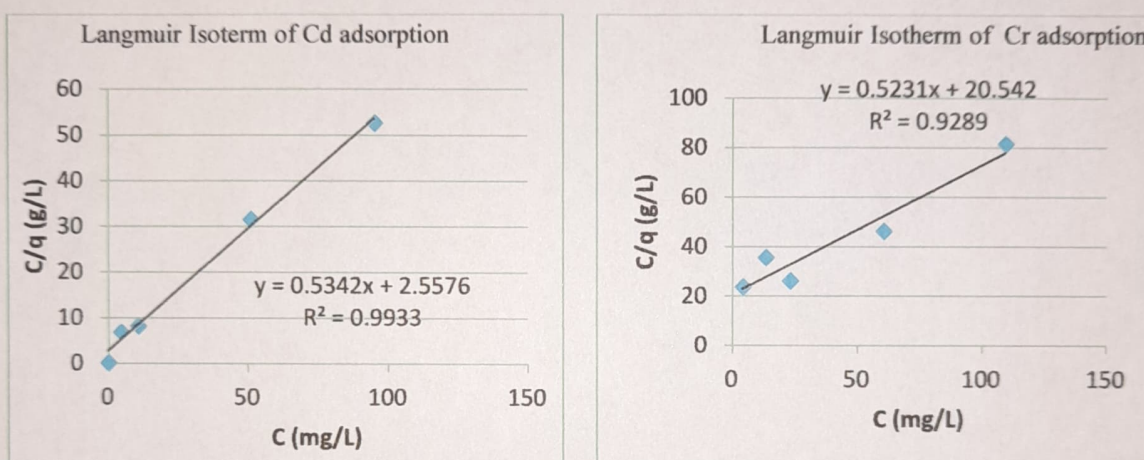 Langmuir Isoterm of Cd adsorption
60
50
40
30
20
10
0
C/q (g/L)
y = 0.5342x + 2.5576
R² = 0.9933
0 50 100 150
C (mg/L)
Langmuir Isotherm of Cr adsorption
y = 0.5231x + 20.542
R² = 0.9289
100
80
60
40
20
0
C/q (g/L)
0 50 100 150
C (mg/L)